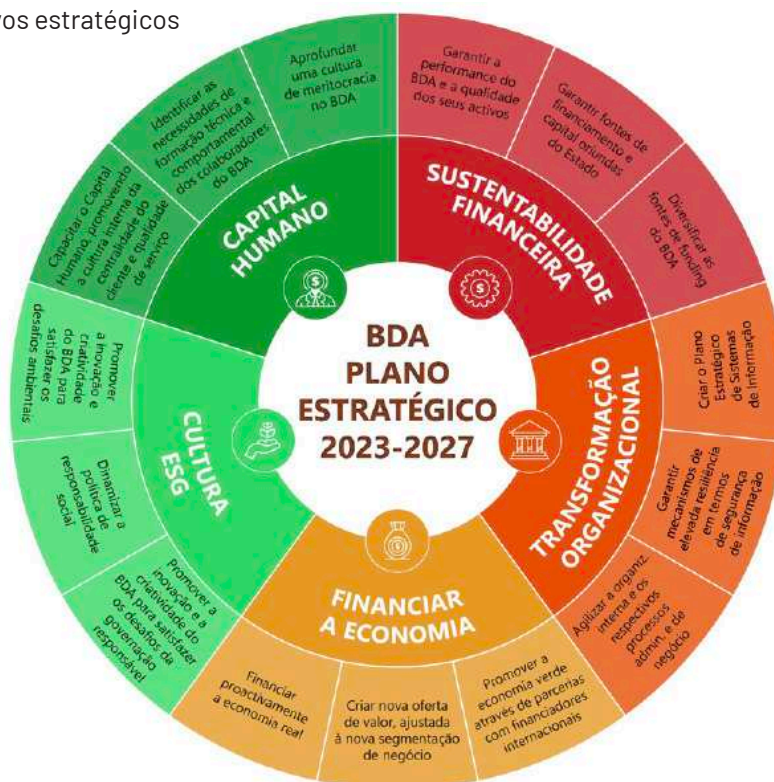 vos estratégicos
BDA
PLANO
ESTRATÉGICO
2023-2027
SUSTENTABILIDADE
FINANCEIRA
Garantir a
performance do
BDA e a qualidade
dos seus activos
Garantir fontes de
financiamento e
capital oriundas
do Estado
Diversificar as
fontes de funding
do BDA
TRANSFORMAÇÃO
ORGANIZACIONAL
Criar o Plano
Estratégico
de Sistemas
de Informação
Garantir
mecanismos de
elevada resiliência
em termos
de segurança
de informação
Agilizar a organiz.
interna e os
respectivos
processos
admin. e de
negócio
FINANCIAR
A ECONOMIA
Promover a
economia verde
através de parcerias
com financiadores
internacionais
Criar nova oferta
de valor, ajustada
à nova segmentação
de negócio
Financiar
proactivamente
a economia real
CULTURA
ESG
Promover a
inovação e a
criatividade do
BDA para satisfazer
os desafios da
governação
responsável
Dinamizar a
política de
responsabilidade
social
Promover
a inovação e
criatividade
do BDA para
satisfazer os
desafios ambientais
CAPITAL
HUMANO
Capacitar o Capital
Humano, promovendo
a cultura interna da
centralidade do
cliente e qualidade
de serviço
Identificar as
necessidades de
formação técnica e
comportamental
dos colaboradores
do BDA
Aprofundar
uma cultura
de meritocracia
no BDA